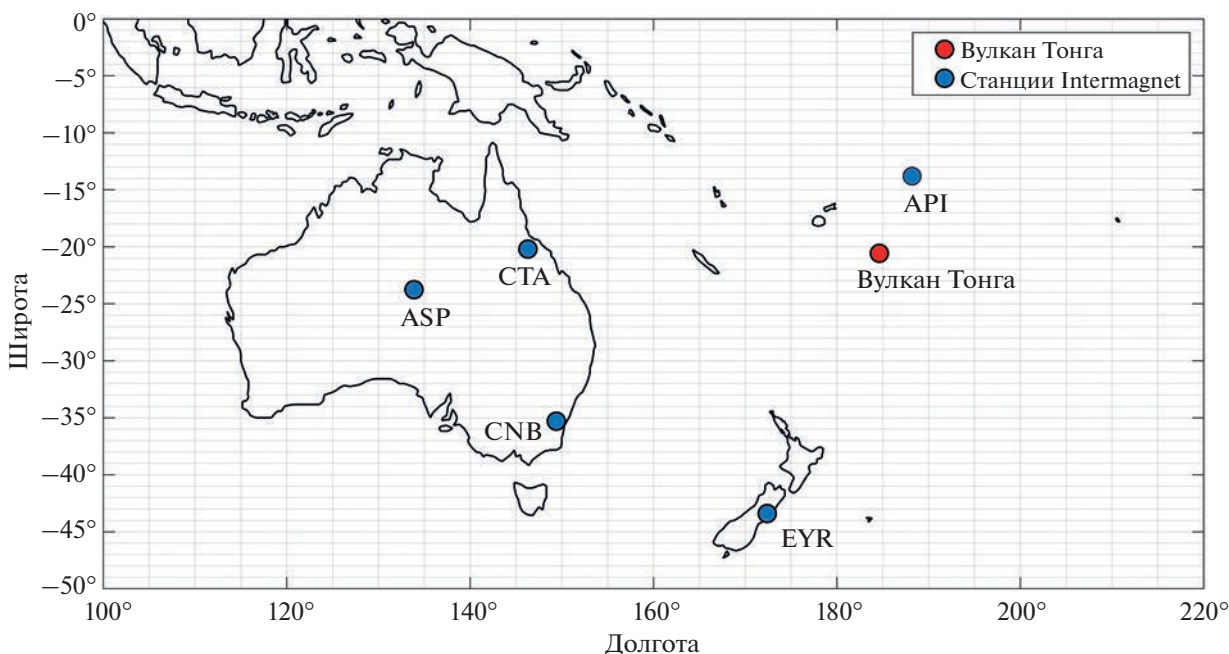 0°
−5°
−10°
−15°
−20°
−25°
−30°
−35°
−40°
−45°
−50°
Широта
Вулкан Тонга
Станции Intermagnet
API
Вулкан Тонга
CTA
ASP
CNB
EYR
100° 120° 140° 160° 180° 200° 220°
Долгота